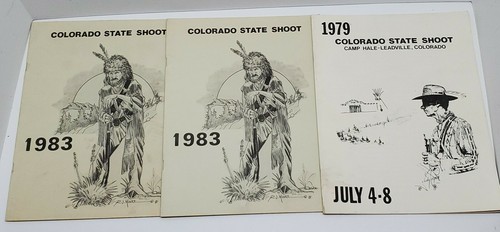 COLORADO STATE SHOOT
1983
COLORADO STATE SHOOT
1983
1979
COLORADO STATE SHOOT
CAMP HALE-LEADVILLE, COLORADO
JULY 4-8